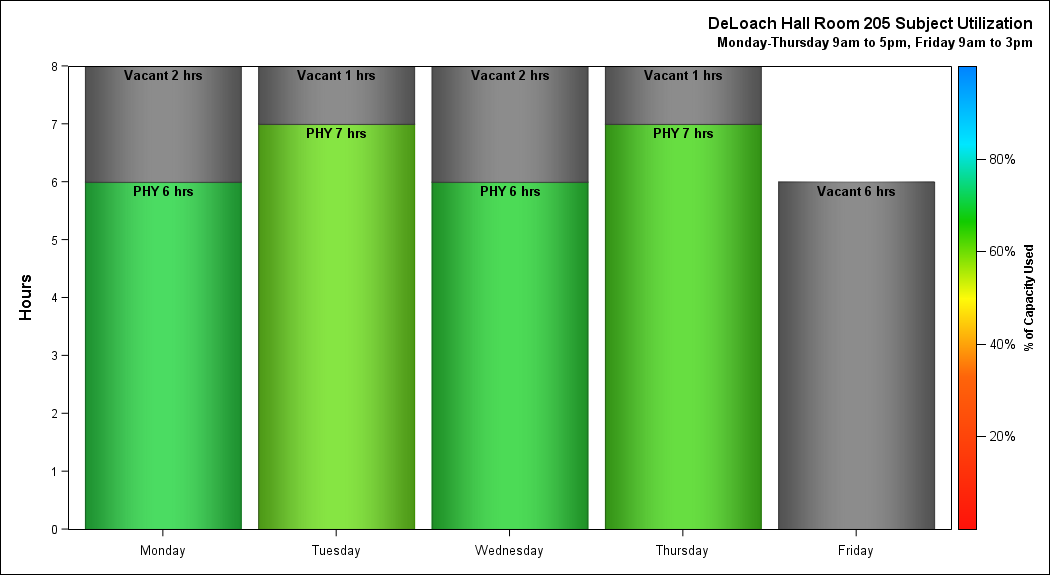 DeLoach Hall Room 205 Subject Utilization
Monday-Thursday 9am to 5pm, Friday 9am to 3pm
Hours
8
7
6
5
4
3
2
1
0
Vacant 2 hrs
PHY 6 hrs
Vacant 1 hrs
PHY 7 hrs
Vacant 2 hrs
PHY 6 hrs
Vacant 1 hrs
PHY 7 hrs
Vacant 6 hrs
Monday
Tuesday
Wednesday
Thursday
Friday
80%
60%
40%
20%
% of Capacity Used